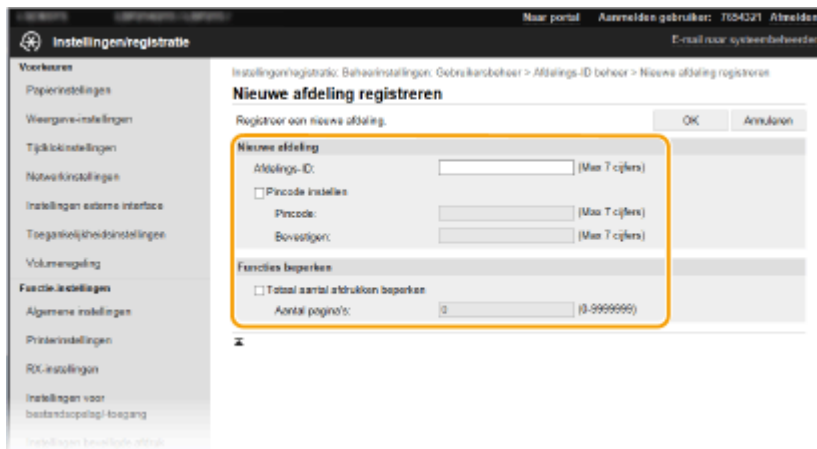 Naar portal Aanmelden gebruiker: 7654321 Afmelden
Instellingen/registratie
E-mail naar systeembeheerder
Voorkeuren
Papierinstellingen
Weergave-instellingen
Tijdklokinstellingen
Netwerkinstellingen
Instellingen externe interface
Toegankelijkheidsinstellingen
Volumeregeling
Functie-instellingen
Algemene instellingen
Printerinstellingen
RX-instellingen
Instellingen voor
bestandsopslag/-toegang
Instellingen beveiligde afdruk
Instellingen/registratie: Beheerinstellingen: Gebruikersbeheer > Afdelings-ID beheer > Nieuwe afdeling registreren
Nieuwe afdeling registreren
Registreer een nieuwe afdeling.
OK Annuleren
Nieuwe afdeling
Afdelings-ID: (Max 7 cijfers)
Pincode instellen
Pincode: (Max 7 cijfers)
Bevestigen: (Max 7 cijfers)
Functies beperken
Totaal aantal afdrukken beperken
Aantal pagina's: 0 (0-9999999)